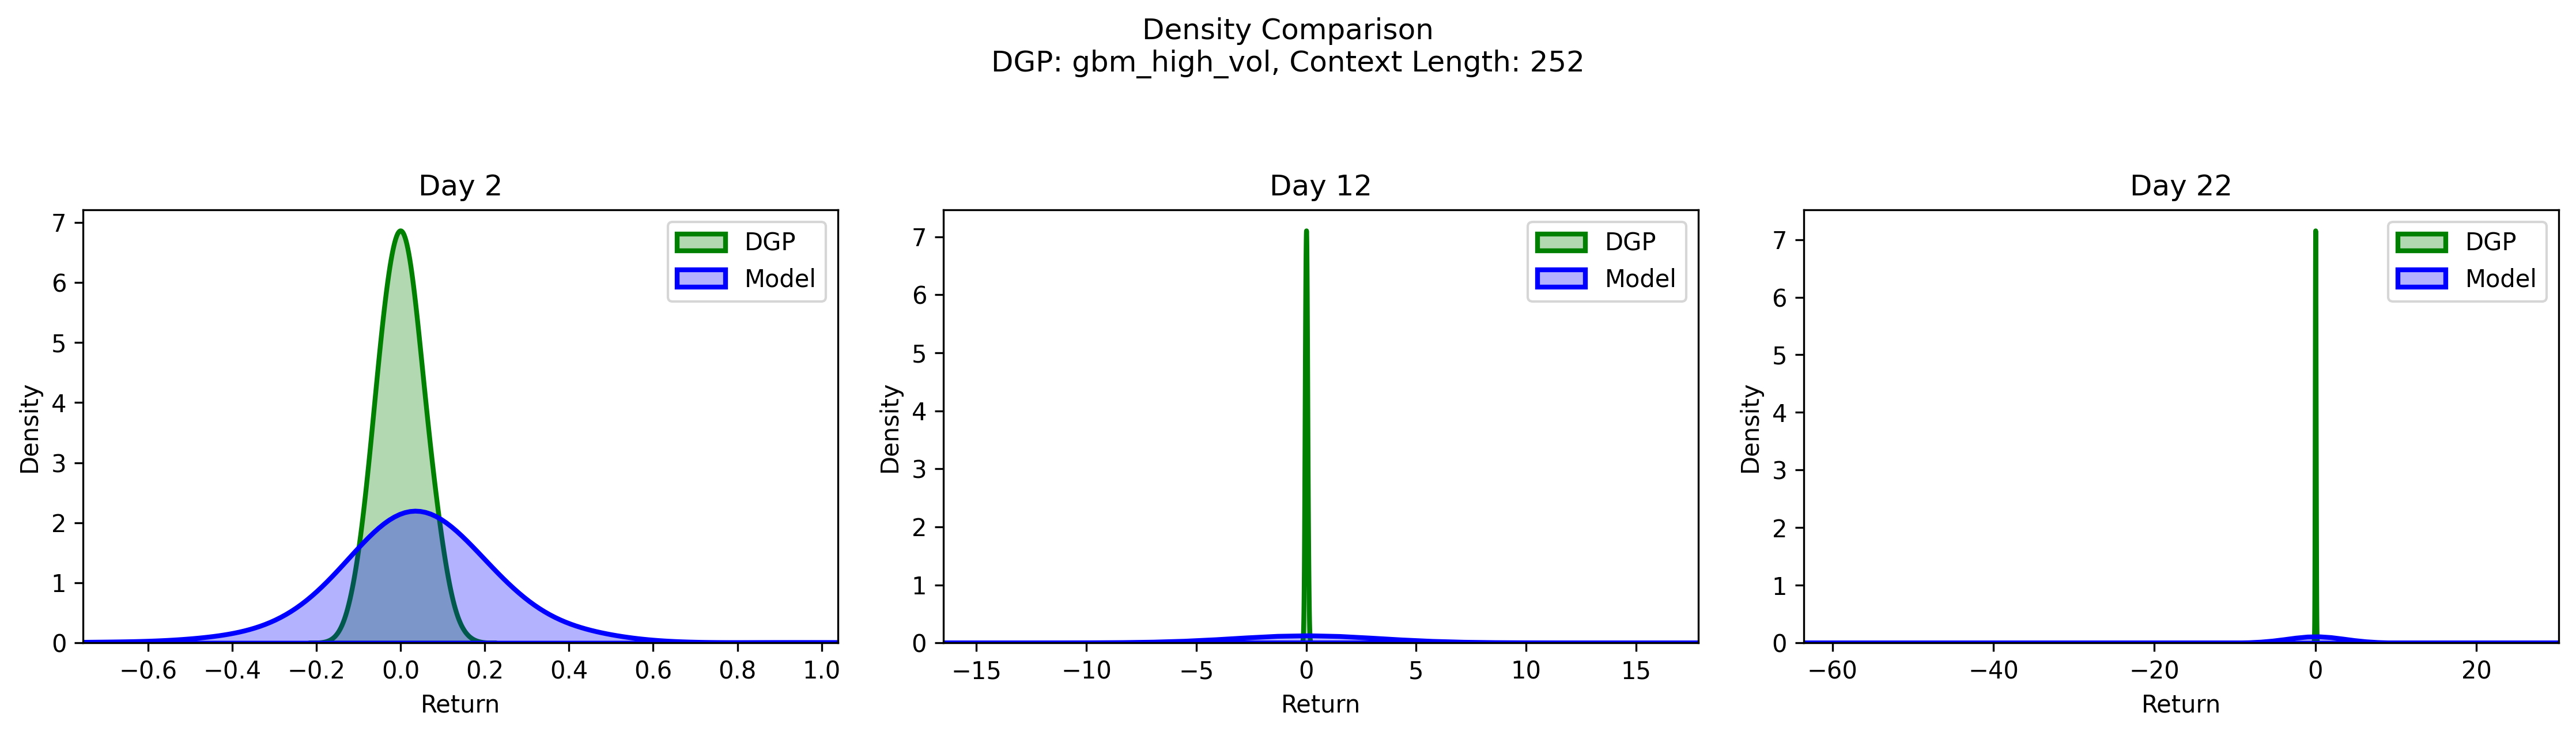 Density Comparison
DGP: gbm_high_vol, Context Length: 252
Day 2
7
6
5
4
3
2
1
0
Density
−0.6 −0.4 −0.2 0.0 0.2 0.4 0.6 0.8 1.0
Return
DGP
Model
Day 12
7
6
5
4
3
2
1
0
Density
−15 −10 −5 0 5 10 15
Return
DGP
Model
Day 22
7
6
5
4
3
2
1
0
Density
−60 −40 −20 0 20
Return
DGP
Model